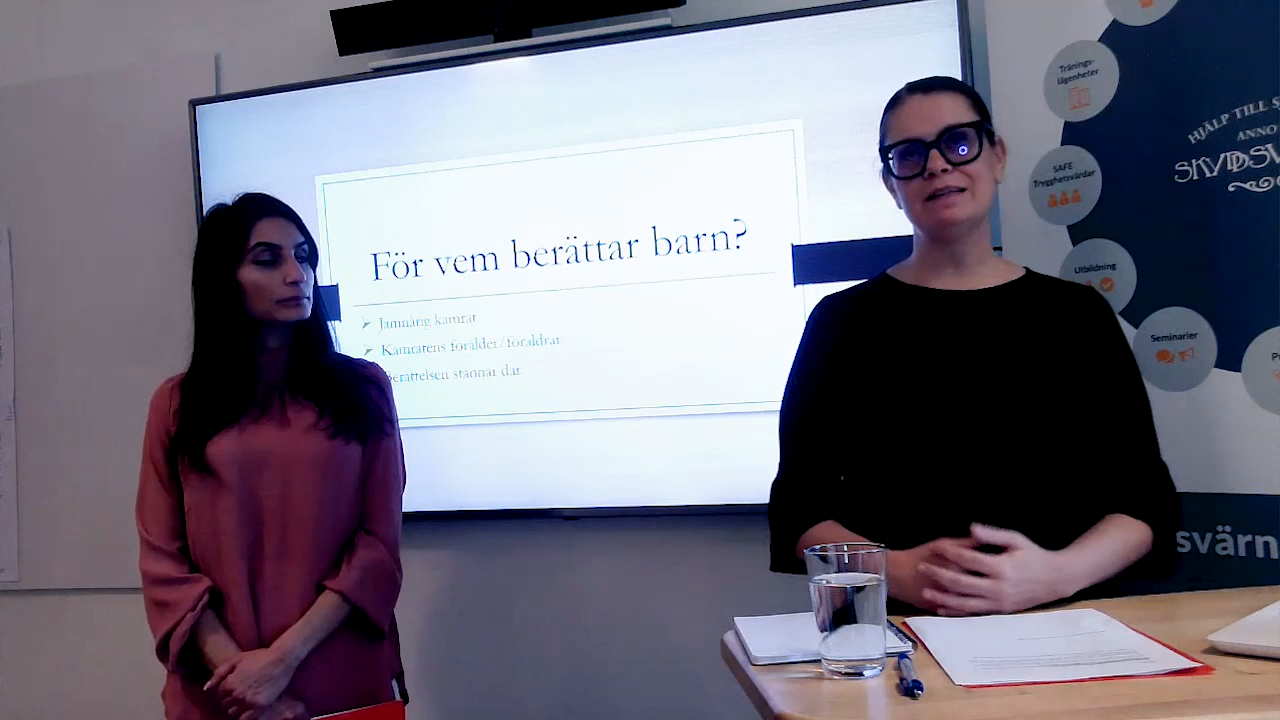 För vem berättar barn?
Jämnårig kamrat
Kamratens förälder/föräldrar
Berättelsen stannar där
Tränings-
lägenheter
HJÄLP TILL
ANNO
SAFE
Trygghetsvärdar
Utbildning
Seminarier
svärn